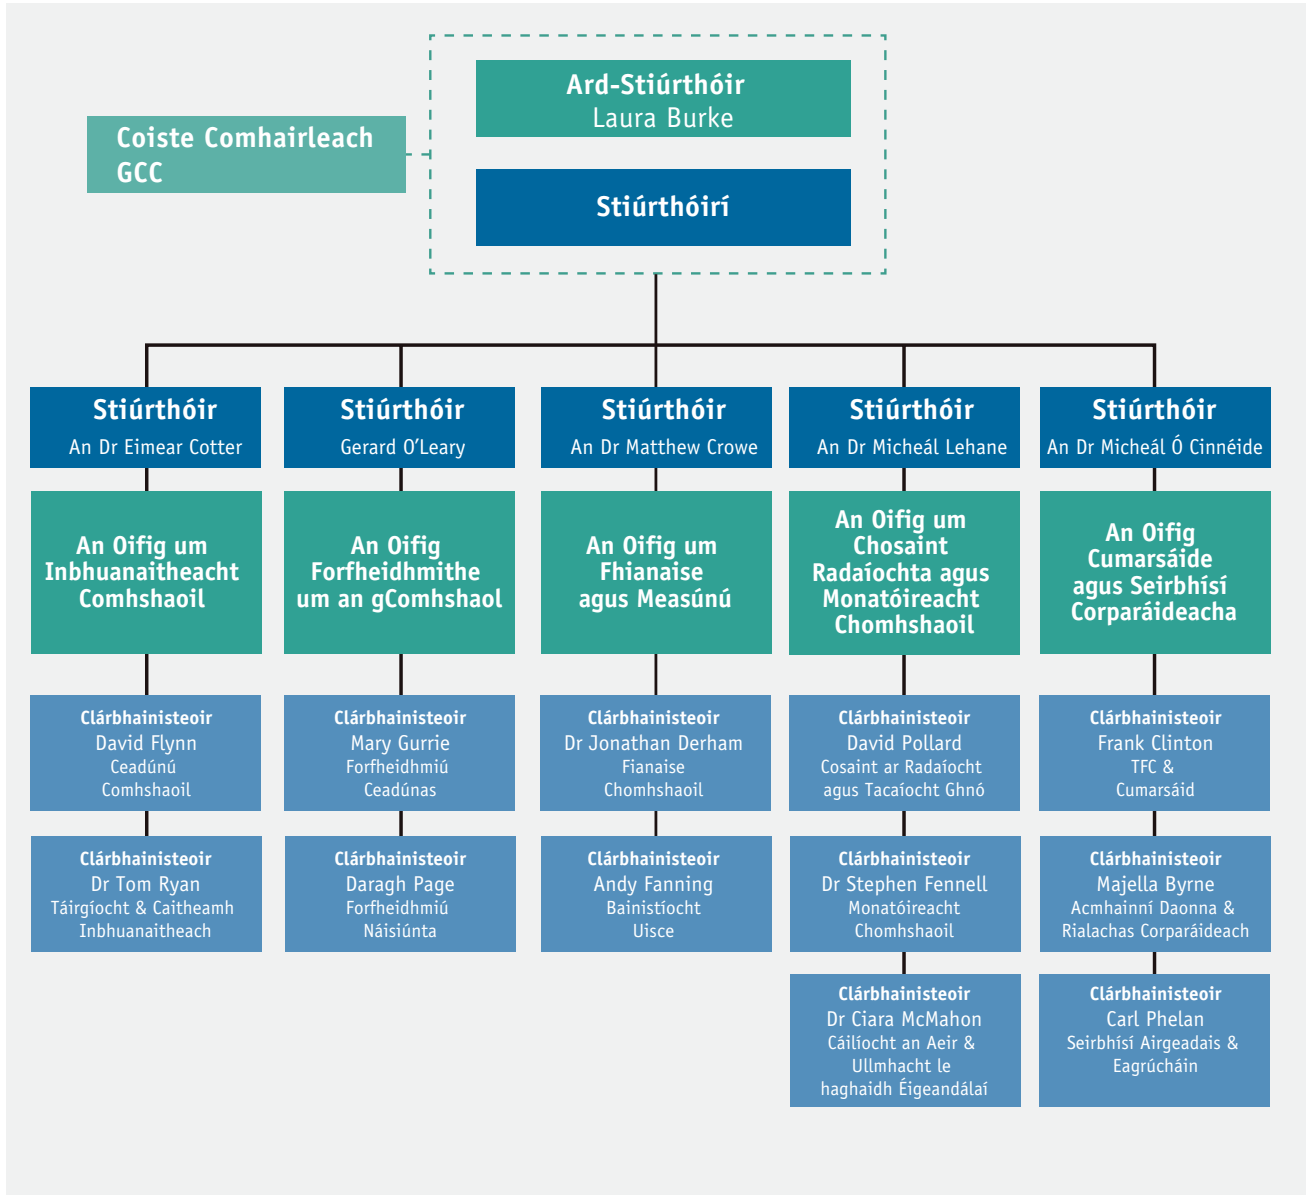 Ard-Stiúrthóir
Laura Burke
Coiste Comhairleach
GCC
Stiúrthóirí
Stiúrthóir
An Dr Eimear Cotter
An Oifig um
Inbhuanaitheacht
Comhshaoil
Clárbhainisteoir
David Flynn
Ceadúnú
Comhshaoil
Clárbhainisteoir
Dr Tom Ryan
Táirgíocht & Caitheamh
Inbhuanaitheach
Stiúrthóir
Gerard O’Leary
An Oifig
Forfheidhmithe
um an gComhshaol
Clárbhainisteoir
Mary Gurrie
Forfheidhmiú
Ceadúnas
Clárbhainisteoir
Daragh Page
Forfheidhmiú
Náisiúnta
Stiúrthóir
An Dr Matthew Crowe
An Oifig um
Fhianaise
agus Measúnú
Clárbhainisteoir
Dr Jonathan Derham
Fianaise
Chomhshaoil
Clárbhainisteoir
Andy Fanning
Bainistíocht
Uisce
Stiúrthóir
An Dr Micheál Lehane
An Oifig um
Chosaint
Radaíochta agus
Monatóireacht
Chomhshaoil
Clárbhainisteoir
David Pollard
Cosaint ar Radaíocht
agus Tacaíocht Ghnó
Clárbhainisteoir
Dr Stephen Fennell
Monatóireacht
Chomhshaoil
Clárbhainisteoir
Dr Ciara McMahon
Cáilíocht an Aeir &
Ullmhacht le
haghaidh Éigeandálaí
Stiúrthóir
An Dr Micheál Ó Cinnéide
An Oifig
Cumarsáide
agus Seirbhísí
Corparáideacha
Clárbhainisteoir
Frank Clinton
TFC &
Cumarsáid
Clárbhainisteoir
Majella Byrne
Acmhainní Daonna &
Rialachas Corparáideach
Clárbhainisteoir
Carl Phelan
Seirbhísí Airgeadais &
Eagrúcháin